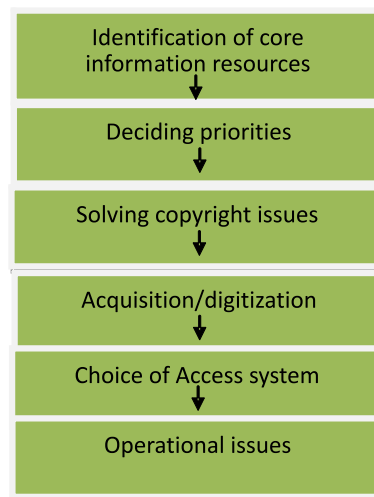 Identification of core
information resources
Deciding priorities
Solving copyright issues
Acquisition/digitization
Choice of Access system
Operational issues